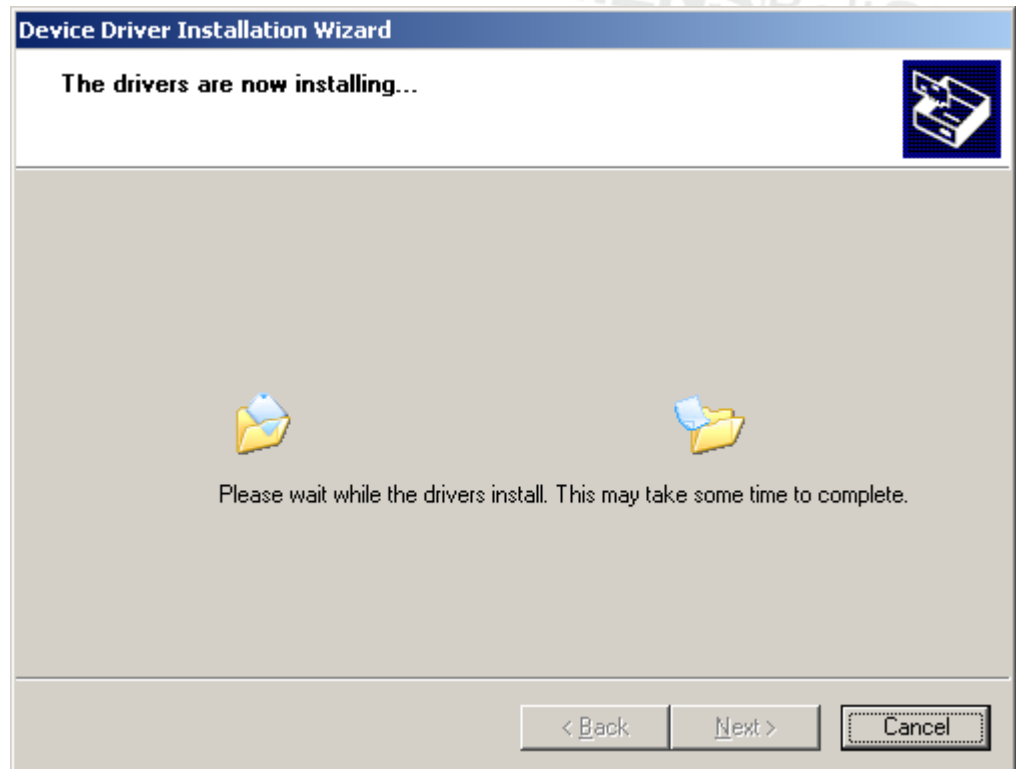 Device Driver Installation Wizard
The drivers are now installing...
Please wait while the drivers install. This may take some time to complete.
< Back
Next >
Cancel